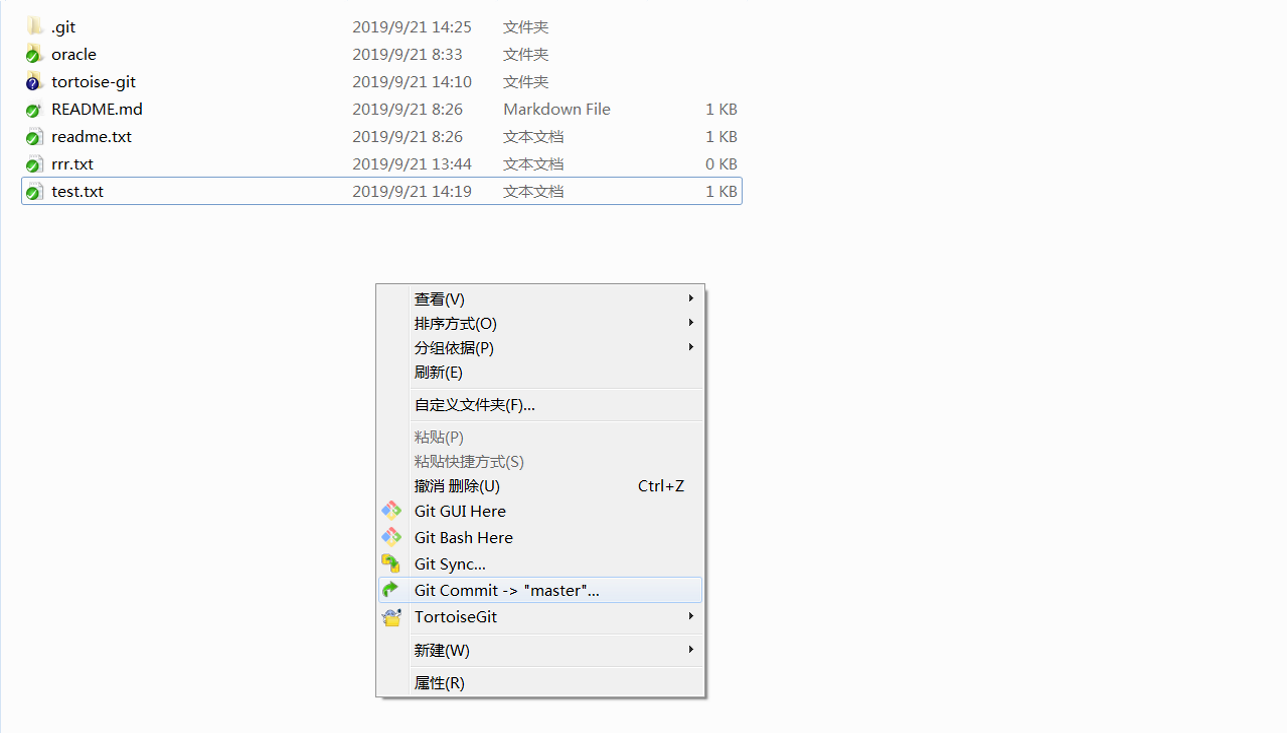 .git 2019/9/21 14:25 文件夹
oracle 2019/9/21 8:33 文件夹
tortoise-git 2019/9/21 14:10 文件夹
README.md 2019/9/21 8:26 Markdown File 1 KB
readme.txt 2019/9/21 8:26 文本文档 1 KB
rrr.txt 2019/9/21 13:44 文本文档 0 KB
test.txt 2019/9/21 14:19 文本文档 1 KB
查看(V)
排序方式(O)
分组依据(P)
刷新(E)
自定义文件夹(F)...
粘贴(P)
粘贴快捷方式(S)
撤消 删除(U) Ctrl+Z
Git GUI Here
Git Bash Here
Git Sync...
Git Commit -> "master"...
TortoiseGit
新建(W)
属性(R)